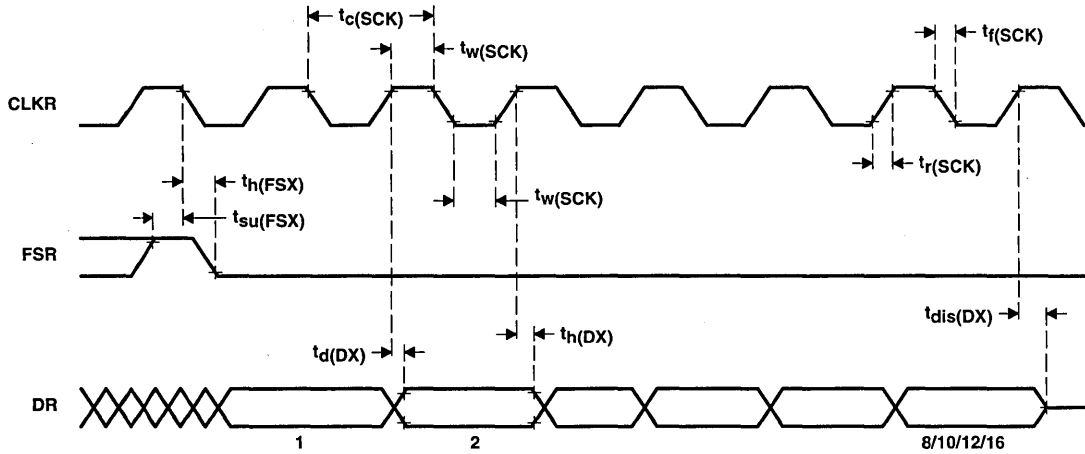 tc(SCK)
tw(SCK)
tf(SCK)
CLKR
tr(SCK)
th(FSX)
tw(SCK)
tsu(FSX)
FSR
tdis(DX)
th(DX)
td(DX)
DR
1 2 8/10/12/16